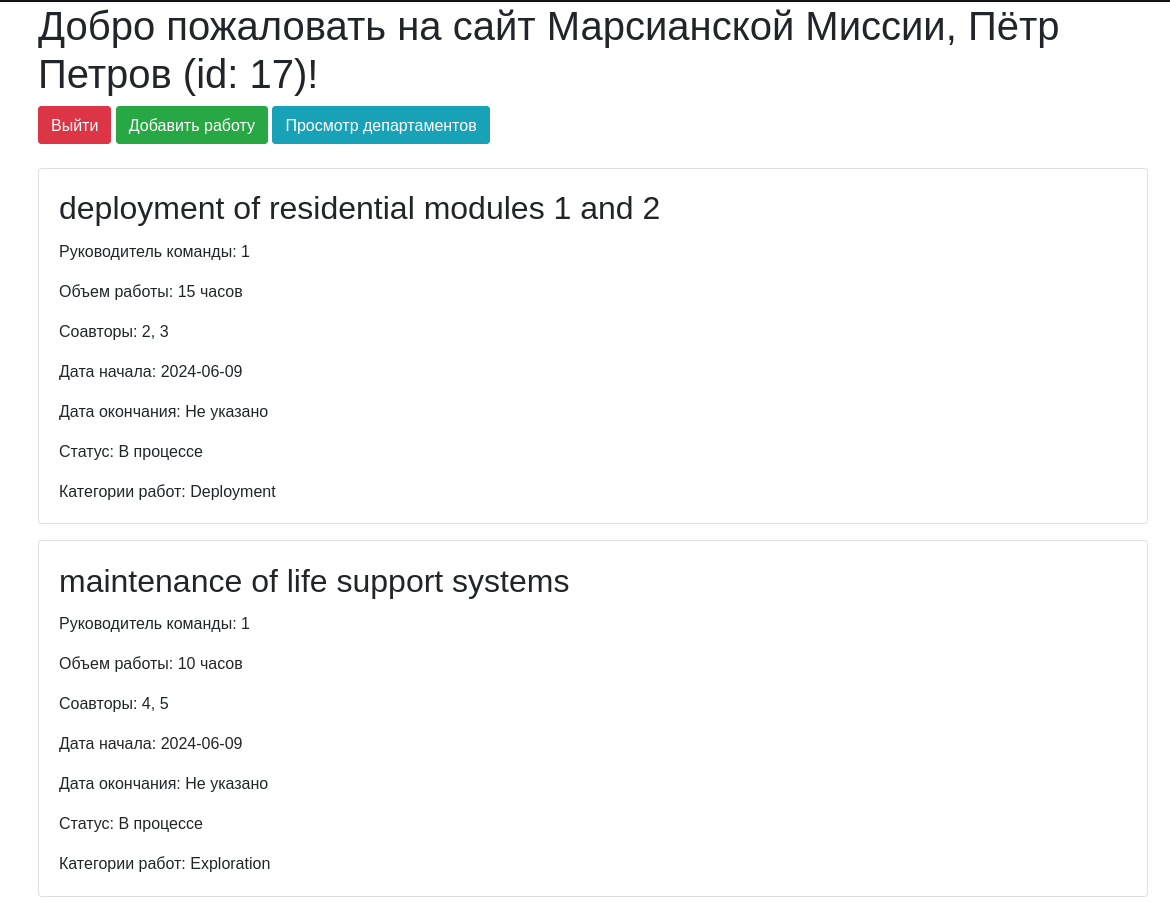 Добро пожаловать на сайт Марсианской Миссии, Пётр
Петров (id: 17)!
Выйти Добавить работу Просмотр департаментов
deployment of residential modules 1 and 2
Руководитель команды: 1
Объем работы: 15 часов
Соавторы: 2, 3
Дата начала: 2024-06-09
Дата окончания: Не указано
Статус: В процессе
Категории работ: Deployment
maintenance of life support systems
Руководитель команды: 1
Объем работы: 10 часов
Соавторы: 4, 5
Дата начала: 2024-06-09
Дата окончания: Не указано
Статус: В процессе
Категории работ: Exploration